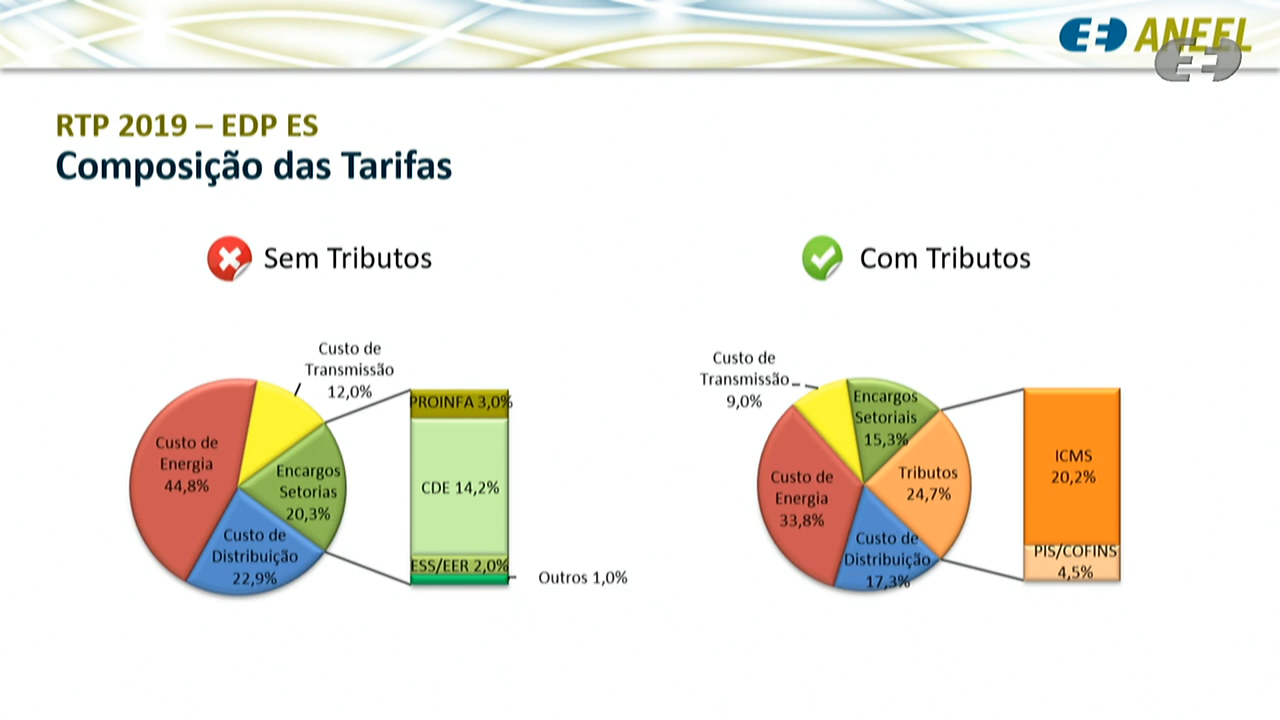 ANEEL
RTP 2019 – EDP ES
Composição das Tarifas
Sem Tributos
Custo de
Transmissão
12,0%
Custo de
Energia
44,8%
Encargos
Setorias
20,3%
Custo de
Distribuição
22,9%
PROINFA 3,0%
CDE 14,2%
ESS/EER 2,0%
Outros 1,0%
Com Tributos
Custo de
Transmissão
9,0%
Encargos
Setoriais
15,3%
Custo de
Energia
33,8%
Tributos
24,7%
Custo de
Distribuição
17,3%
ICMS
20,2%
PIS/COFINS
4,5%